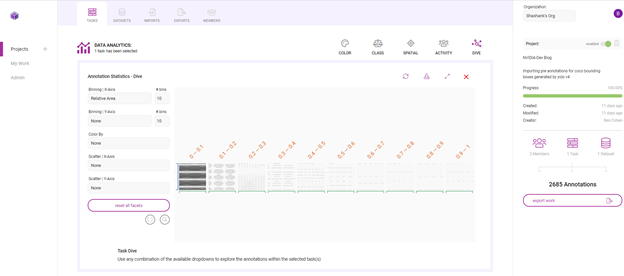 TASKS
DATASETS
IMPORTS
EXPORTS
MEMBERS
Projects
My Work
Admin
DATA ANALYTICS:
1 Task has been selected
COLOR
CLASS
SPATIAL
ACTIVITY
DIVE
Annotation Statistics - Dive
Binning | X-Axis
# bins
Relative Area
10
Binning | Y-Axis
# bins
None
10
Color By
None
Scatter | X-Axis
None
Scatter | Y-Axis
None
reset all facets
0 – 0.1
0.1 – 0.2
0.2 – 0.3
0.3 – 0.4
0.4 – 0.5
0.5 – 0.6
0.6 – 0.7
0.7 – 0.8
0.8 – 0.9
0.9 – 1
Task Dive
Use any combination of the available dropdowns to explore the annotations within the selected task(s)
Organization:
Shashank's Org
Project:
enabled
NVIDIA Dev Blog
Importing pre annotations for coco bounding
boxes generated by yolo v4
Progress
100.00%
Created:
11 days ago
Modified:
11 days ago
Creator:
1 Task
1 Dataset
2685 Annotations
export work